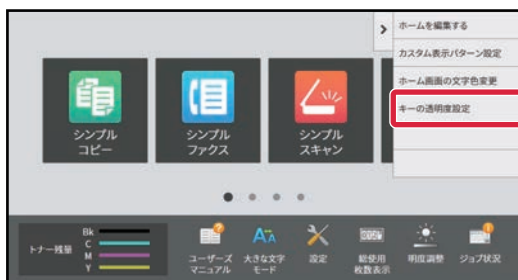 ホームを編集する
カスタム表示パターン設定
ホーム画面の文字色変更
キーの透明度設定
シンプル
コピー
シンプル
ファクス
シンプル
スキャン
トナー残量
Bk
C
M
Y
ユーザーズ
マニュアル
大きな文字
モード
設定
総使用
枚数表示
明度調整
ジョブ状況